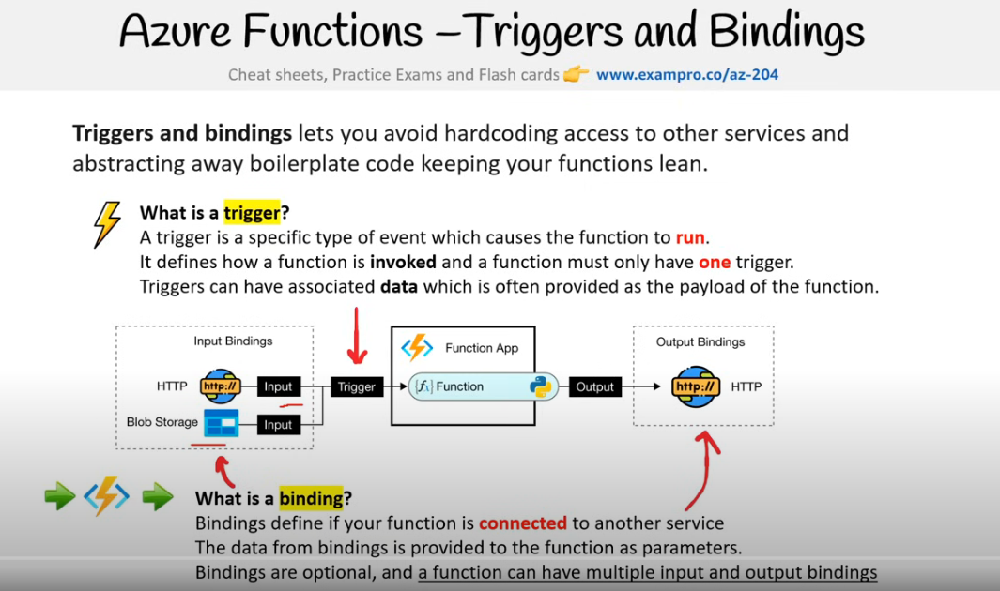 Azure Functions –Triggers and Bindings
Cheat sheets, Practice Exams and Flash cards 👉 www.exampro.co/az-204
Triggers and bindings lets you avoid hardcoding access to other services and
abstracting away boilerplate code keeping your functions lean.
What is a trigger?
A trigger is a specific type of event which causes the function to run.
It defines how a function is invoked and a function must only have one trigger.
Triggers can have associated data which is often provided as the payload of the function.
Input Bindings
HTTP http:// Input
Blob Storage Input
Trigger
Function App
f(x) Function
Output
Output Bindings
http:// HTTP
What is a binding?
Bindings define if your function is connected to another service
The data from bindings is provided to the function as parameters.
Bindings are optional, and a function can have multiple input and output bindings